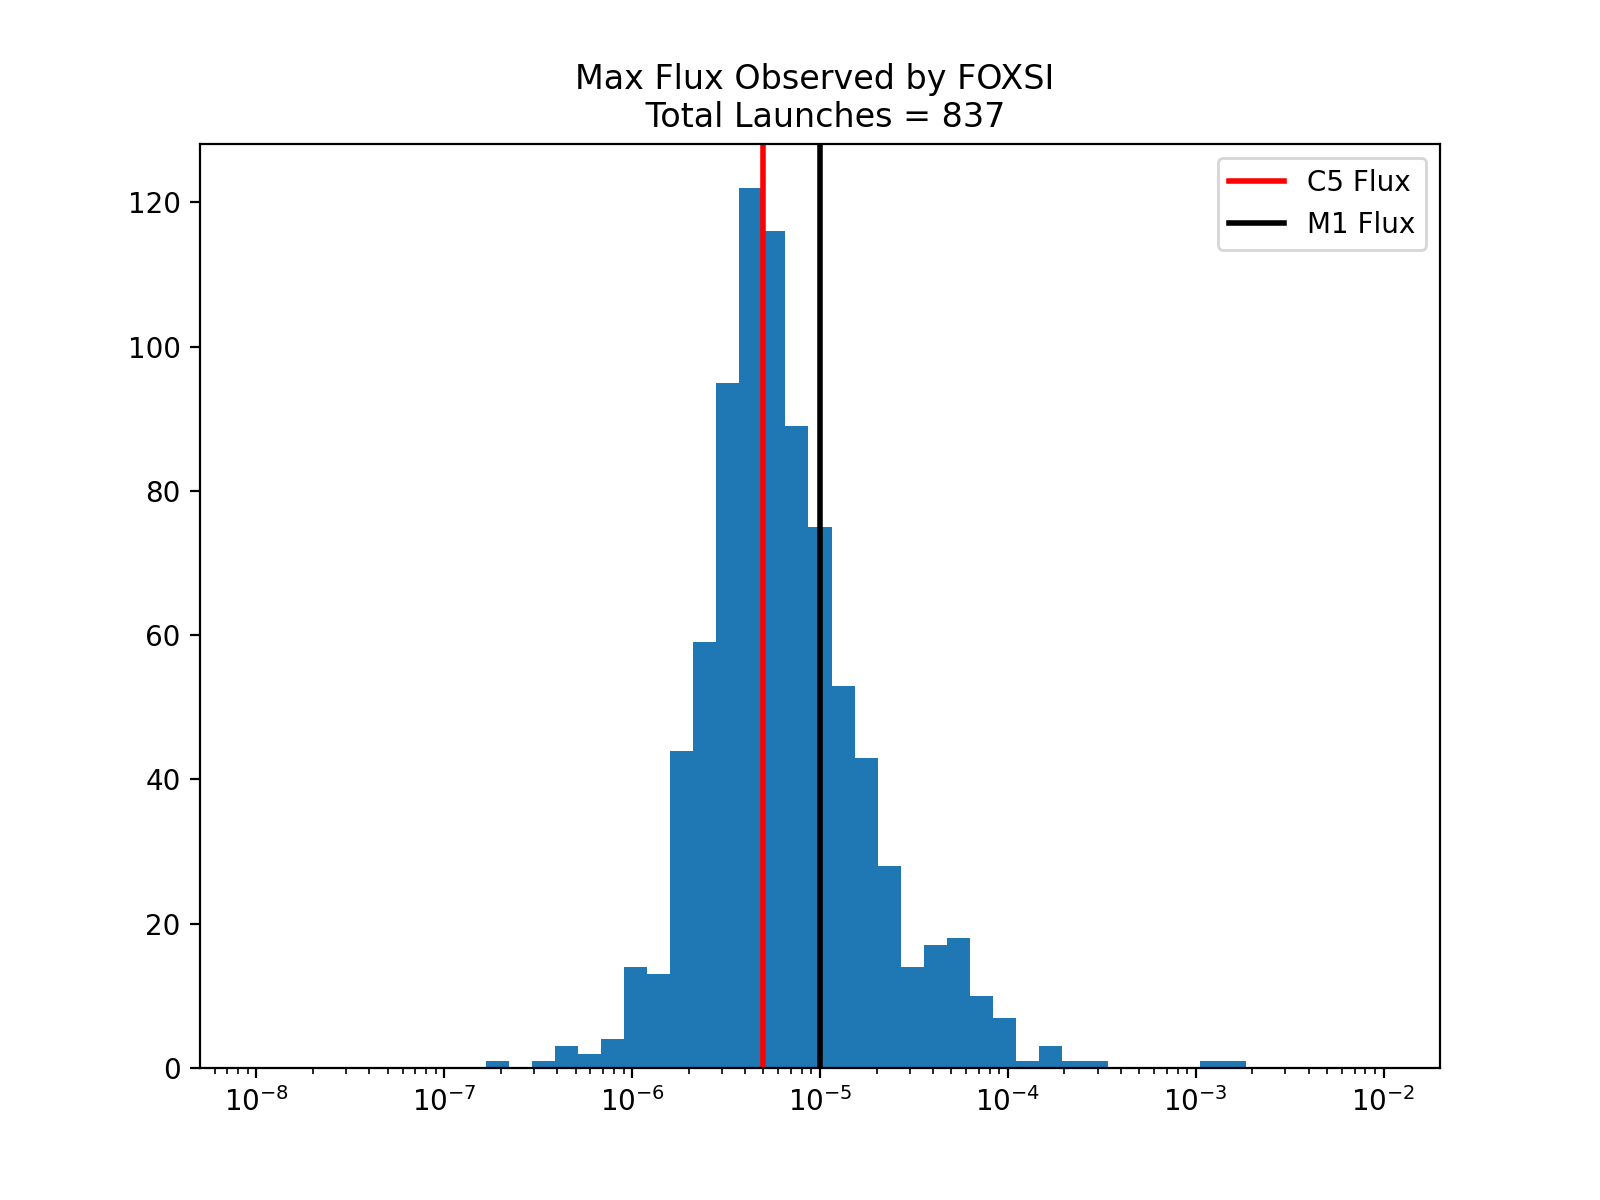 Max Flux Observed by FOXSI
Total Launches = 837
C5 Flux
M1 Flux
120
100
80
60
40
20
0
10⁻⁸ 10⁻⁷ 10⁻⁶ 10⁻⁵ 10⁻⁴ 10⁻³ 10⁻²